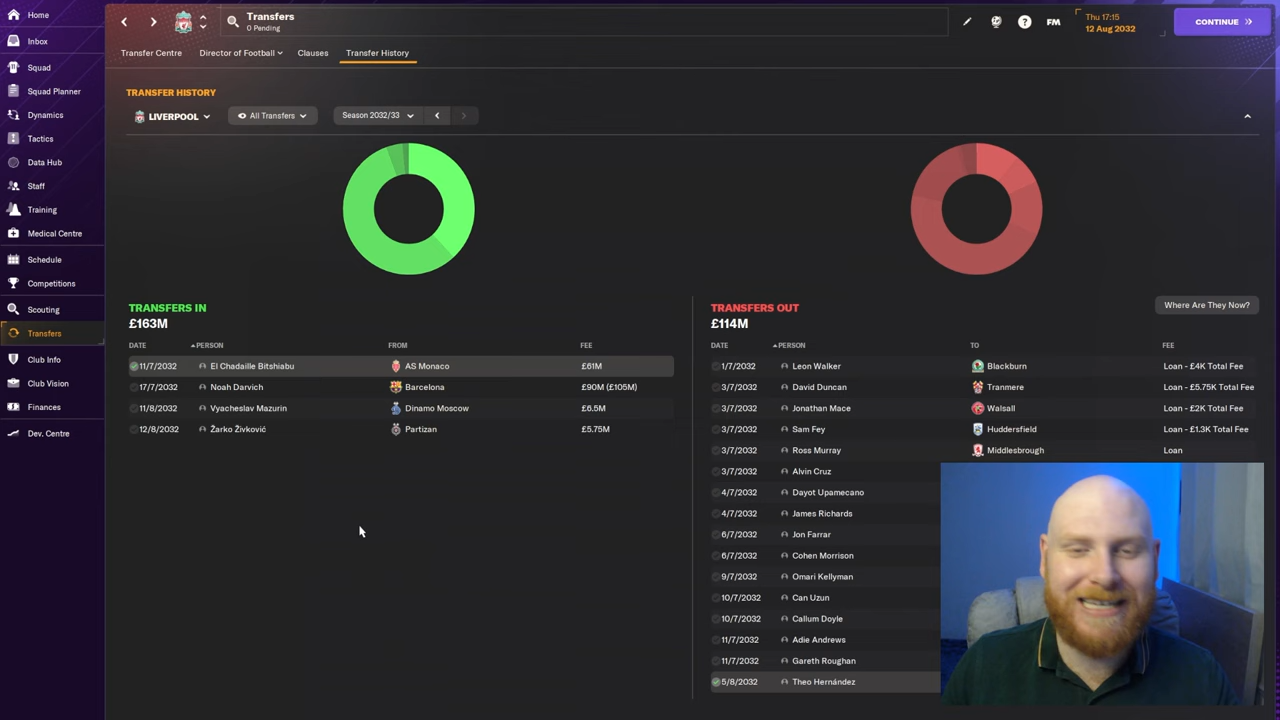 Home
Inbox
Squad
Squad Planner
Dynamics
Tactics
Data Hub
Staff
Training
Medical Centre
Schedule
Competitions
Scouting
Transfers
Club Info
Club Vision
Finances
Dev. Centre
Transfers
0 Pending
FM
Thu 17:15
12 Aug 2032
CONTINUE
Transfer Centre Director of Football Clauses Transfer History
TRANSFER HISTORY
LIVERPOOL All Transfers Season 2032/33
TRANSFERS IN
£163M
DATE PERSON FROM FEE
11/7/2032 El Chadaille Bitshiabu AS Monaco £61M
17/7/2032 Noah Darvich Barcelona £90M (£105M)
11/8/2032 Vyacheslav Mazurin Dinamo Moscow £6.5M
12/8/2032 Žarko Živković Partizan £5.75M
TRANSFERS OUT
£114M
Where Are They Now?
DATE PERSON TO FEE
1/7/2032 Leon Walker Blackburn Loan - £4K Total Fee
3/7/2032 David Duncan Tranmere Loan - £5.75K Total Fee
3/7/2032 Jonathan Mace Walsall Loan - £2K Total Fee
3/7/2032 Sam Fey Huddersfield Loan - £1.3K Total Fee
3/7/2032 Ross Murray Middlesbrough Loan
3/7/2032 Alvin Cruz
4/7/2032 Dayot Upamecano
4/7/2032 James Richards
6/7/2032 Jon Farrar
6/7/2032 Cohen Morrison
9/7/2032 Omari Kellyman
10/7/2032 Can Uzun
10/7/2032 Callum Doyle
11/7/2032 Adie Andrews
11/7/2032 Gareth Roughan
5/8/2032 Theo Hernández